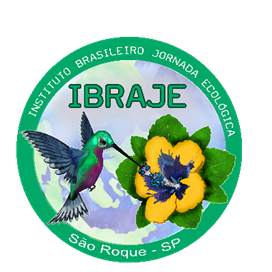 INSTITUTO BRASILEIRO JORNADA ECOLÓGICA
IBRAJE
São Roque - SP